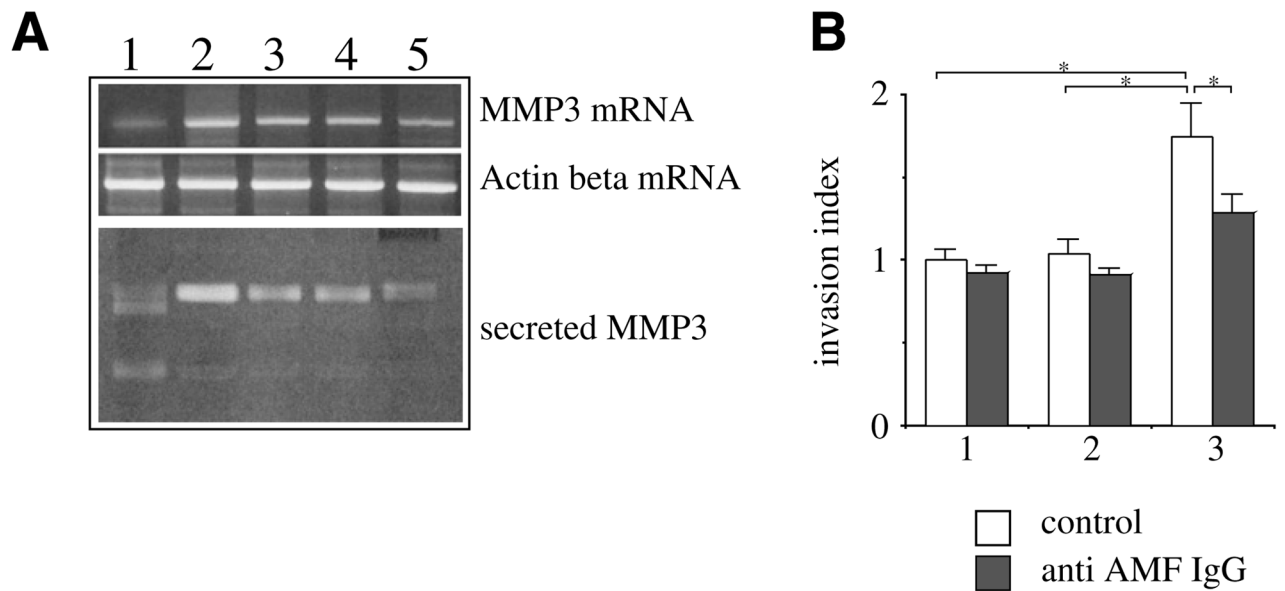 A
1 2 3 4 5
MMP3 mRNA
Actin beta mRNA
secreted MMP3
B
* * *
2
1
0
invasion index
1 2 3
control
anti AMF IgG